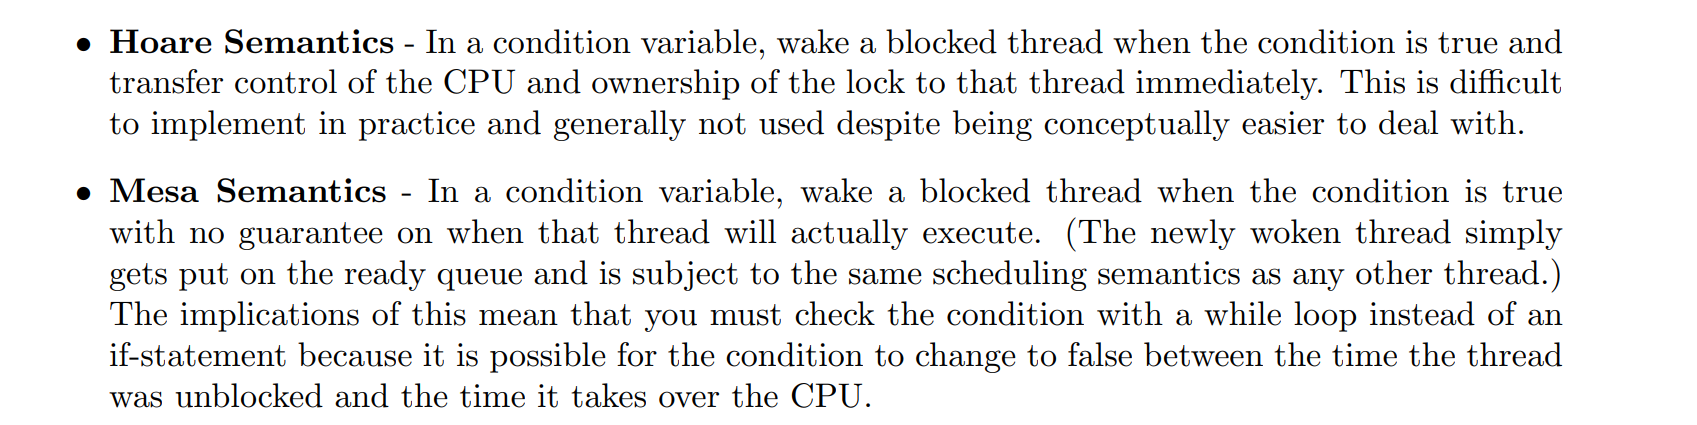 • Hoare Semantics - In a condition variable, wake a blocked thread when the condition is true and
transfer control of the CPU and ownership of the lock to that thread immediately. This is difficult
to implement in practice and generally not used despite being conceptually easier to deal with.
• Mesa Semantics - In a condition variable, wake a blocked thread when the condition is true
with no guarantee on when that thread will actually execute. (The newly woken thread simply
gets put on the ready queue and is subject to the same scheduling semantics as any other thread.)
The implications of this mean that you must check the condition with a while loop instead of an
if-statement because it is possible for the condition to change to false between the time the thread
was unblocked and the time it takes over the CPU.